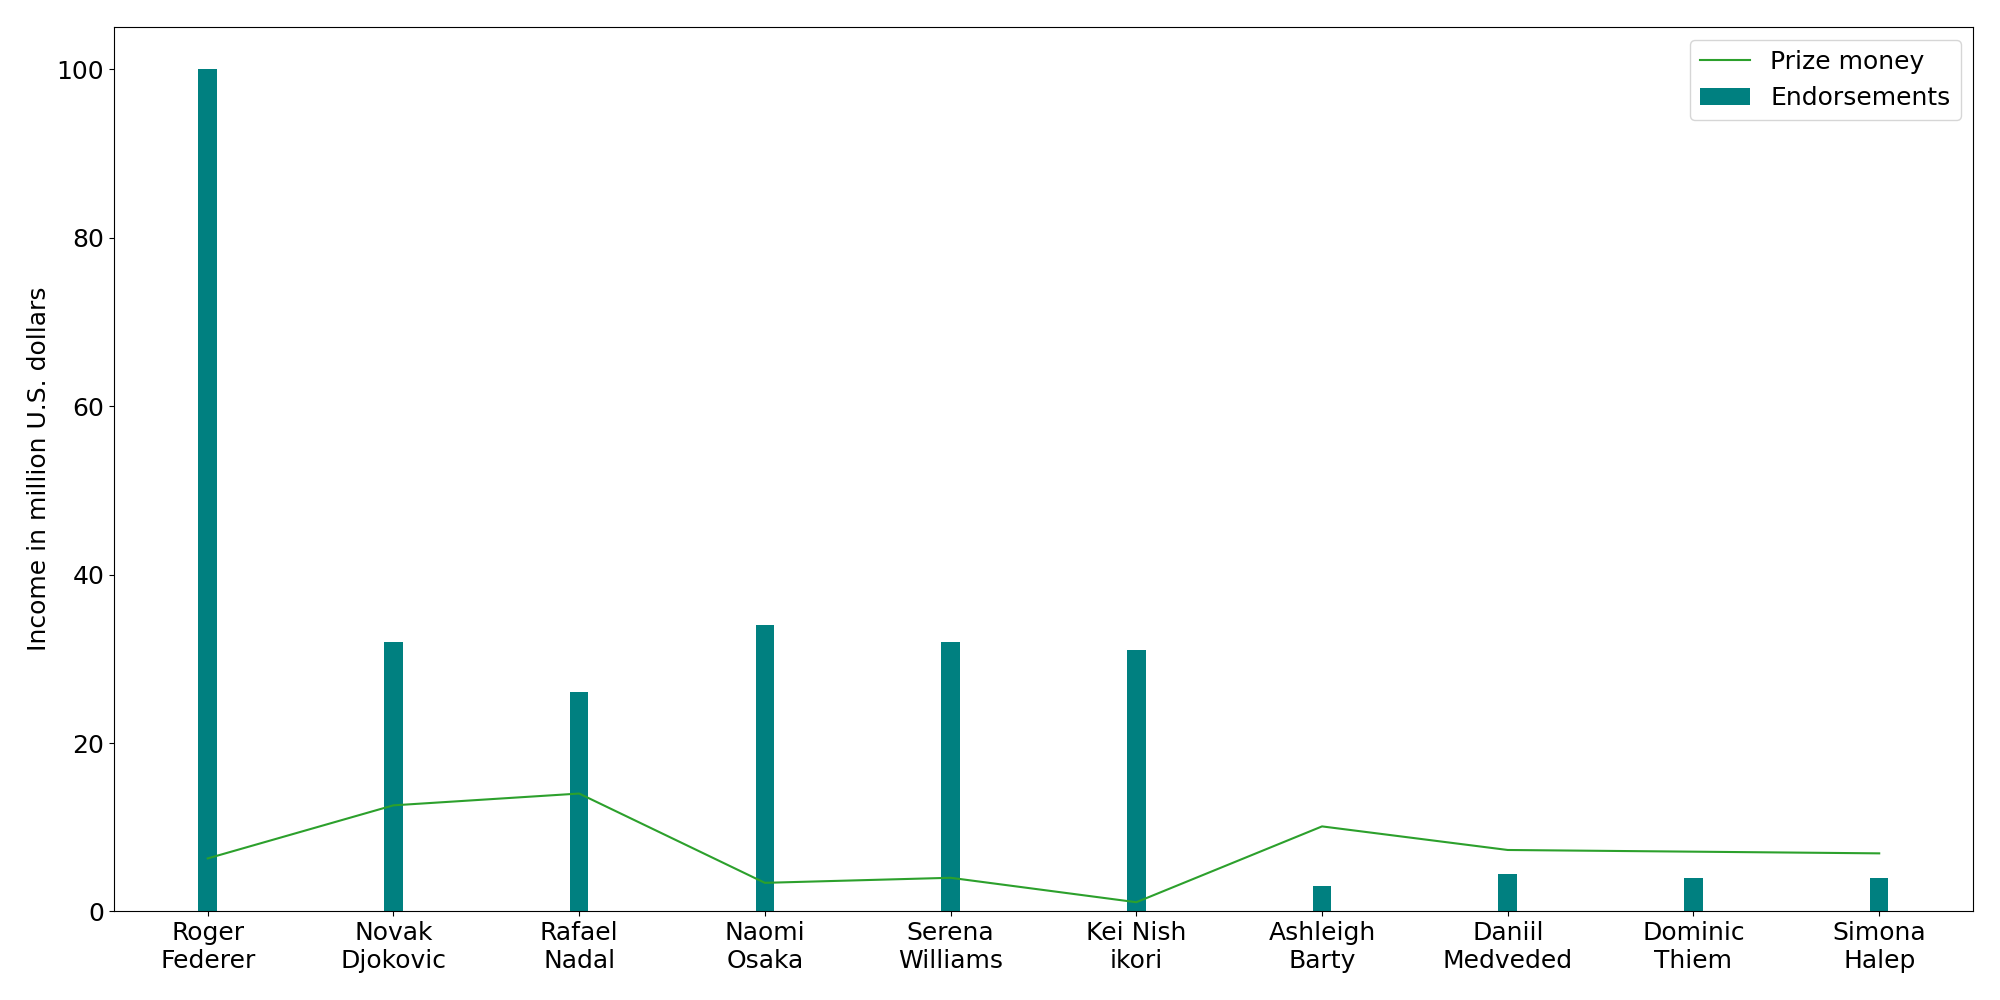 Prize money
Endorsements
Income in million U.S. dollars
100
80
60
40
20
0
Roger
Federer
Novak
Djokovic
Rafael
Nadal
Naomi
Osaka
Serena
Williams
Kei Nish
ikori
Ashleigh
Barty
Daniil
Medveded
Dominic
Thiem
Simona
Halep